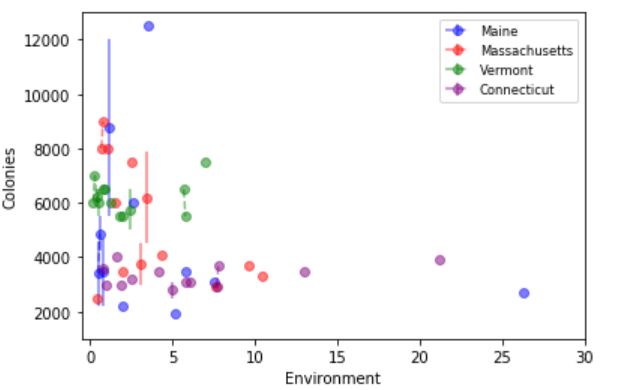 12000
10000
8000
6000
4000
2000
Colonies
0 5 10 15 20 25 30
Environment
Maine
Massachusetts
Vermont
Connecticut